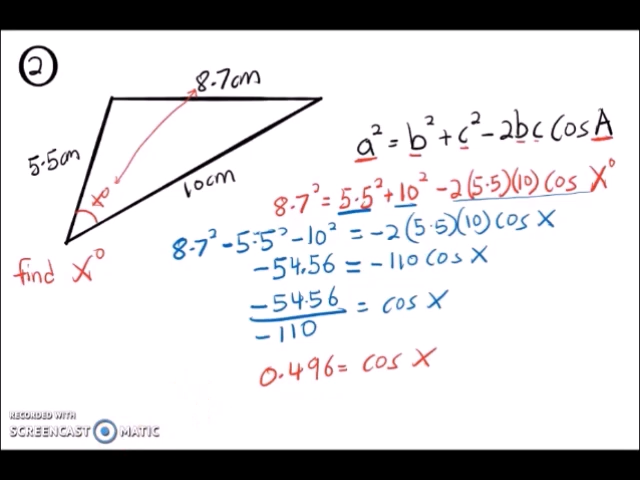 2
8.7cm
5.5cm
10cm
x°
find x°
a² = b² + c² - 2bc Cos A
8.7² = 5.5² + 10² - 2(5.5)(10) cos x°
8.7² - 5.5² - 10² = -2(5.5)(10) cos x
-54.56 = -110 cos x
-54.56
-110
= cos x
0.496 = cos x
RECORDED WITH
SCREENCAST MATIC